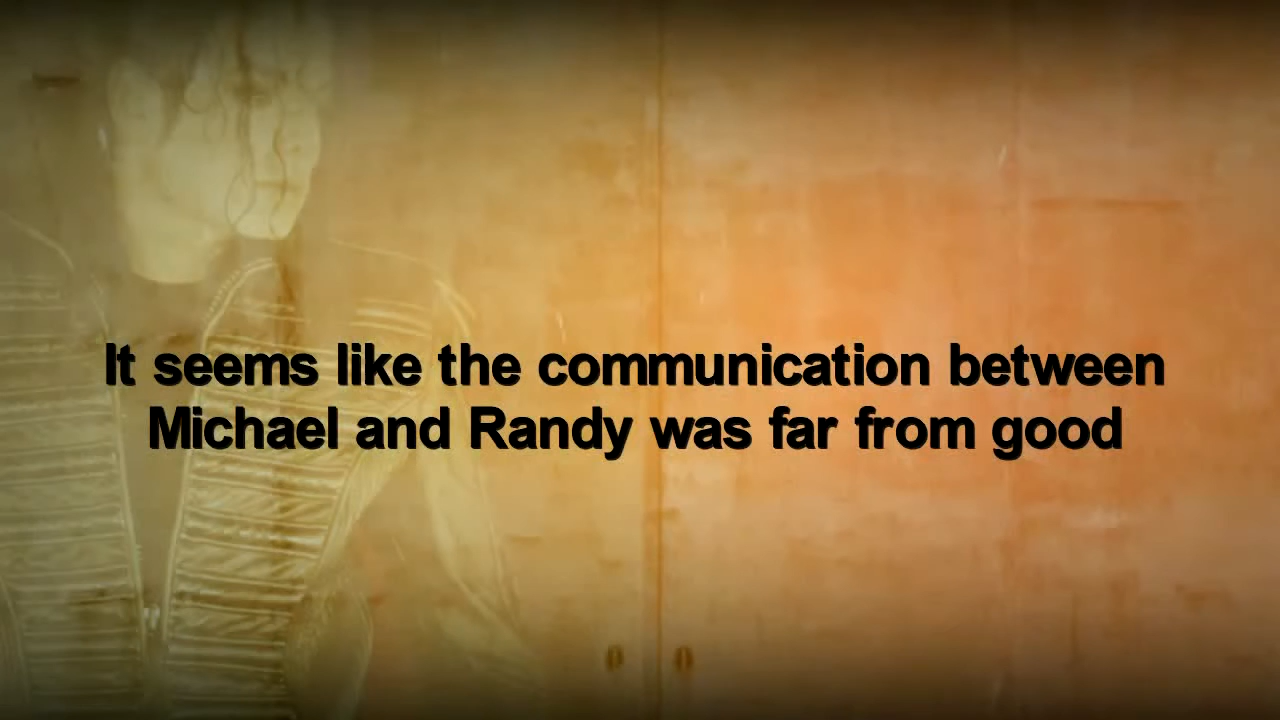 It seems like the communication between
Michael and Randy was far from good